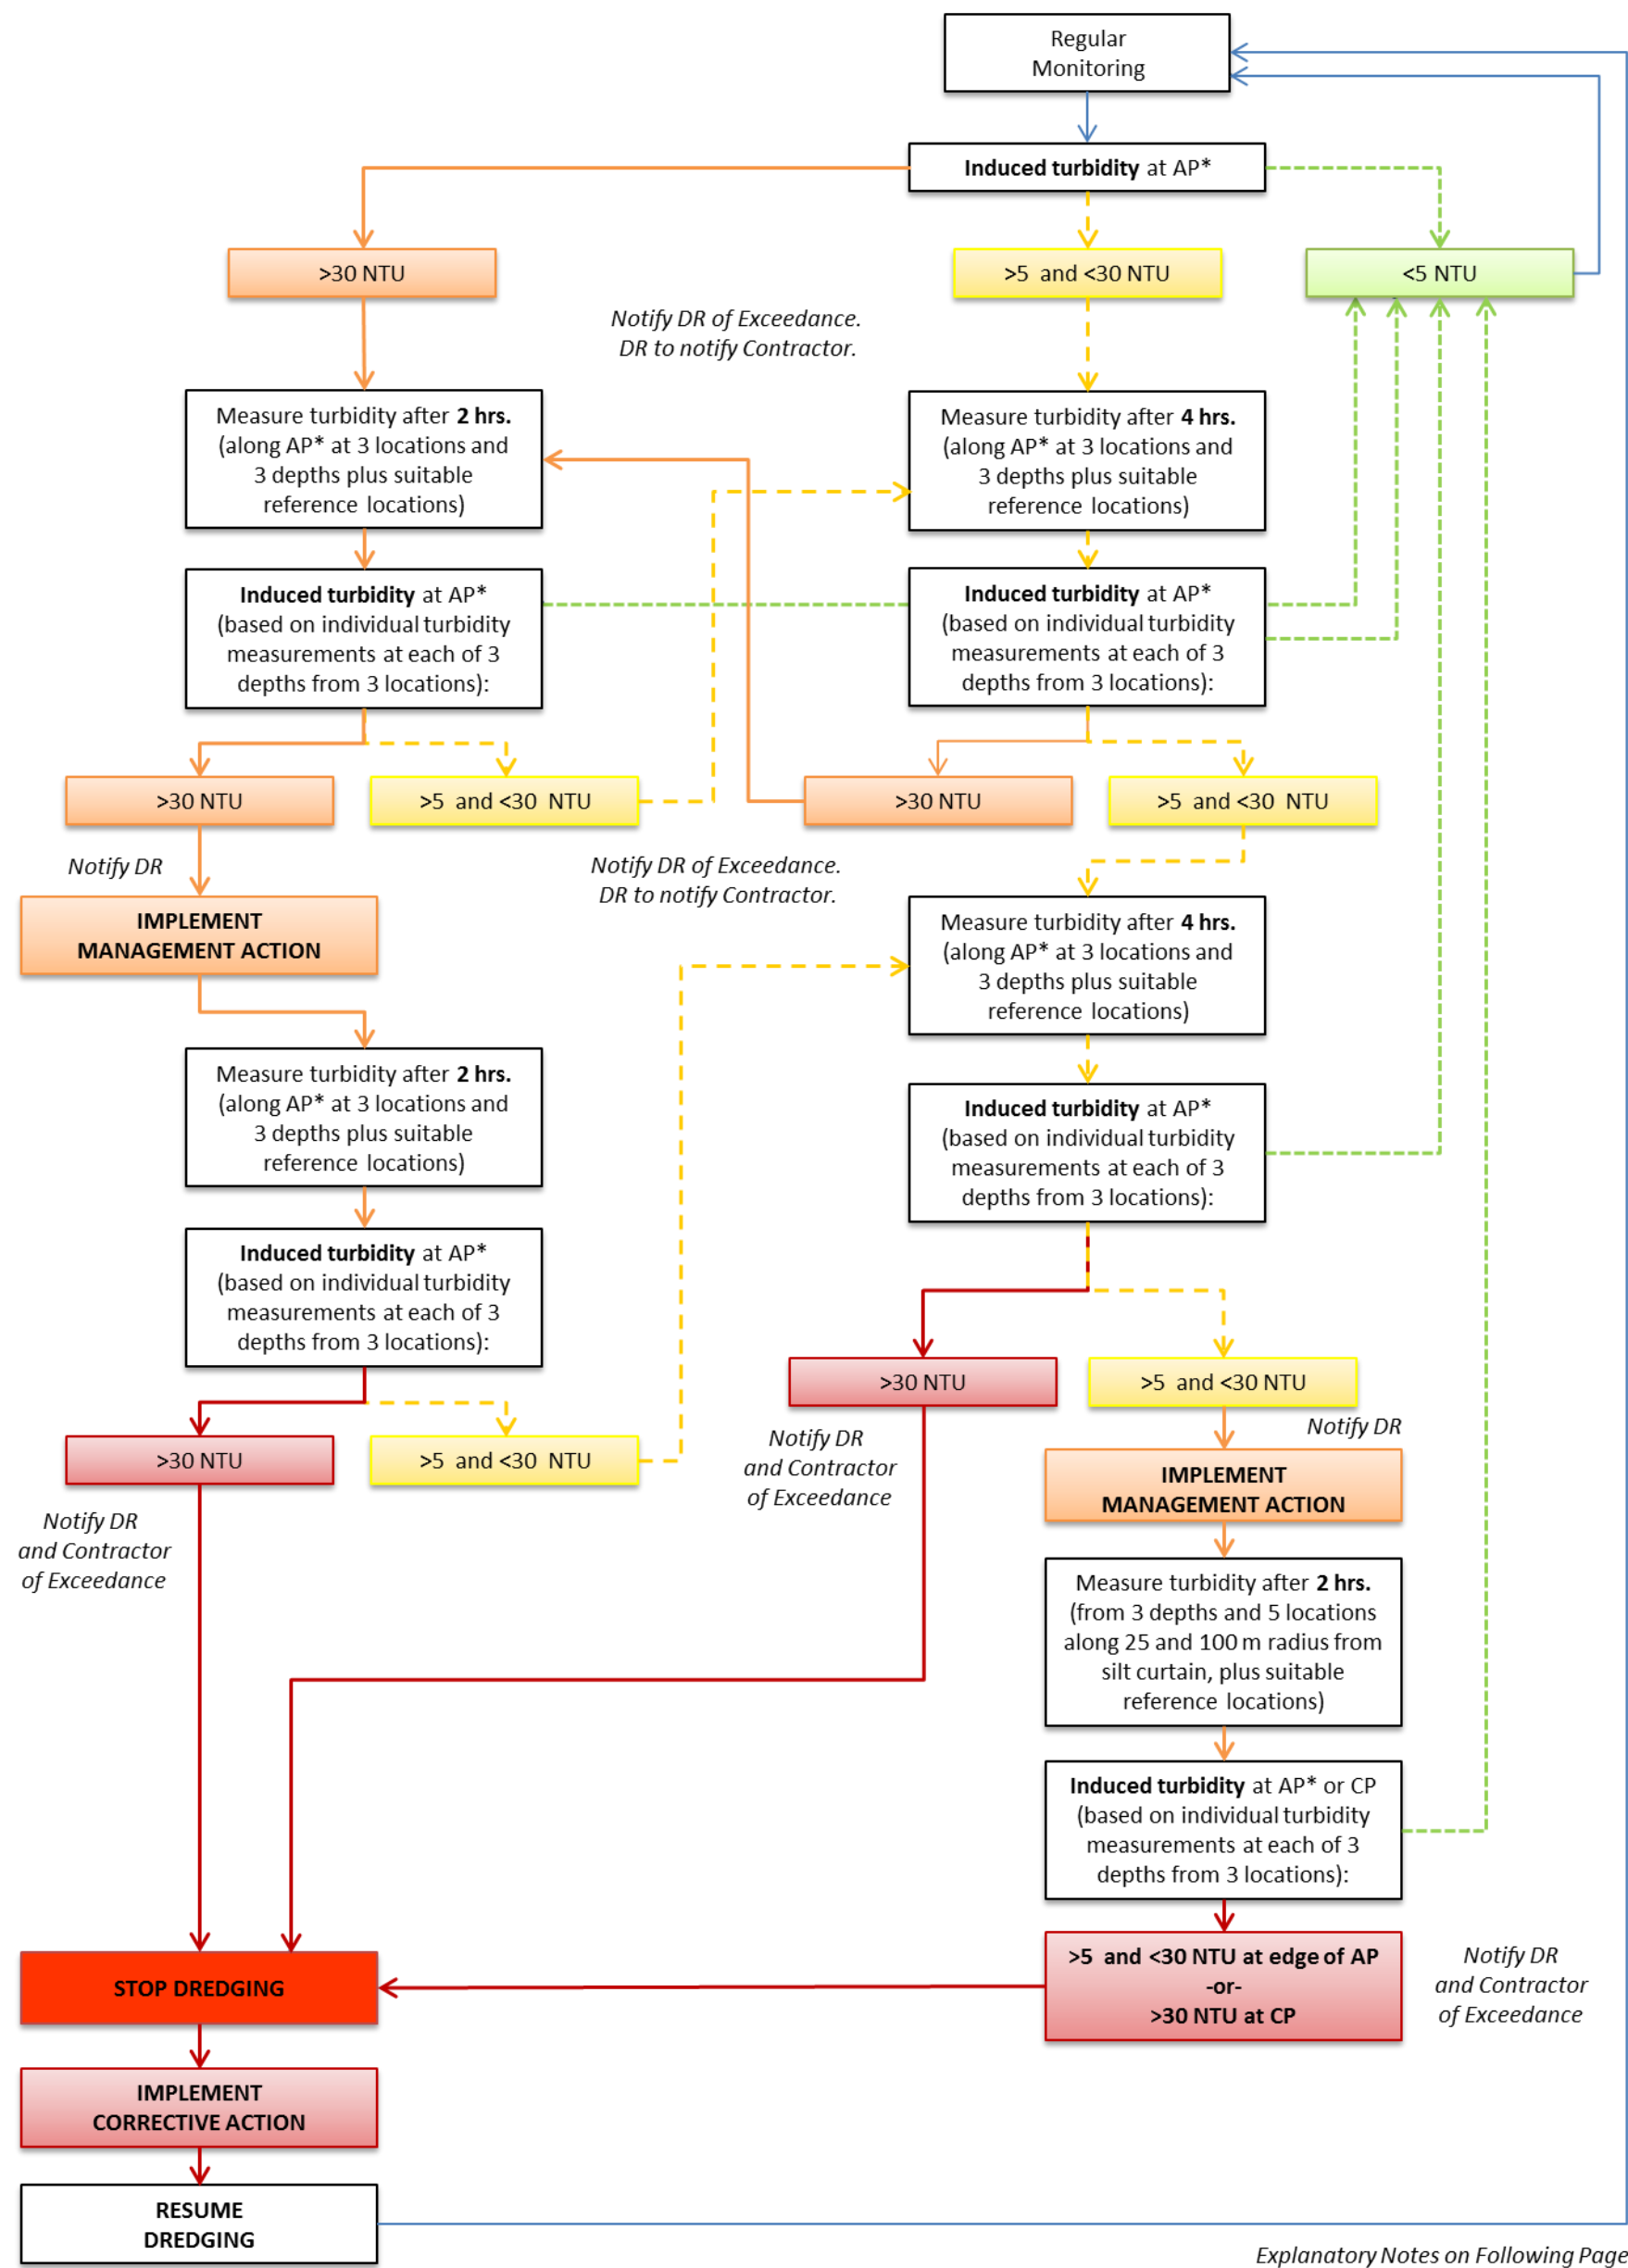 Regular
Monitoring
Induced turbidity at AP*
>30 NTU
>5 and <30 NTU
<5 NTU
Notify DR of Exceedance.
DR to notify Contractor.
Measure turbidity after 2 hrs.
(along AP* at 3 locations and
3 depths plus suitable
reference locations)
Measure turbidity after 4 hrs.
(along AP* at 3 locations and
3 depths plus suitable
reference locations)
Induced turbidity at AP*
(based on individual turbidity
measurements at each of 3
depths from 3 locations):
Induced turbidity at AP*
(based on individual turbidity
measurements at each of 3
depths from 3 locations):
>30 NTU
>5 and <30 NTU
>30 NTU
>5 and <30 NTU
Notify DR
Notify DR of Exceedance.
DR to notify Contractor.
IMPLEMENT
MANAGEMENT ACTION
Measure turbidity after 4 hrs.
(along AP* at 3 locations and
3 depths plus suitable
reference locations)
Measure turbidity after 2 hrs.
(along AP* at 3 locations and
3 depths plus suitable
reference locations)
Induced turbidity at AP*
(based on individual turbidity
measurements at each of 3
depths from 3 locations):
Induced turbidity at AP*
(based on individual turbidity
measurements at each of 3
depths from 3 locations):
>30 NTU
>5 and <30 NTU
>30 NTU
>5 and <30 NTU
Notify DR
and Contractor
of Exceedance
Notify DR
Notify DR
and Contractor
of Exceedance
IMPLEMENT
MANAGEMENT ACTION
Measure turbidity after 2 hrs.
(from 3 depths and 5 locations
along 25 and 100 m radius from
silt curtain, plus suitable
reference locations)
Induced turbidity at AP* or CP
(based on individual turbidity
measurements at each of 3
depths from 3 locations):
STOP DREDGING
>5 and <30 NTU at edge of AP
-or-
>30 NTU at CP
Notify DR
and Contractor
of Exceedance
IMPLEMENT
CORRECTIVE ACTION
RESUME
DREDGING
Explanatory Notes on Following Page